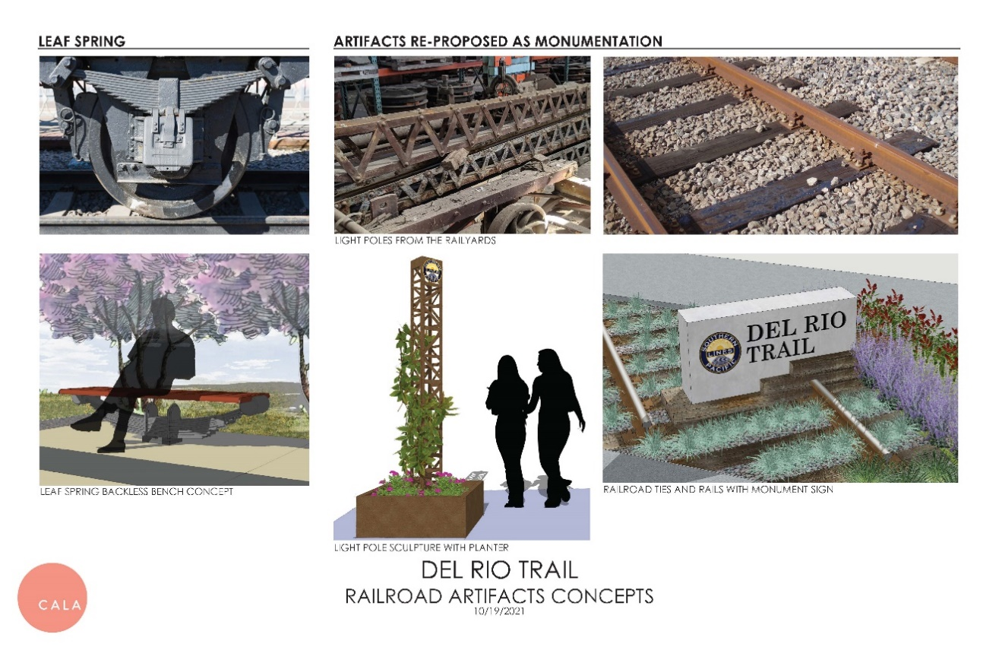 LEAF SPRING
ARTIFACTS RE-PROPOSED AS MONUMENTATION
LIGHT POLES FROM THE RAILYARDS
SOUTHERN
LINES
PACIFIC
DEL RIO
TRAIL
LEAF SPRING BACKLESS BENCH CONCEPT
RAILROAD TIES AND RAILS WITH MONUMENT SIGN
LIGHT POLE SCULPTURE WITH PLANTER
DEL RIO TRAIL
RAILROAD ARTIFACTS CONCEPTS
10/19/2021
CALA